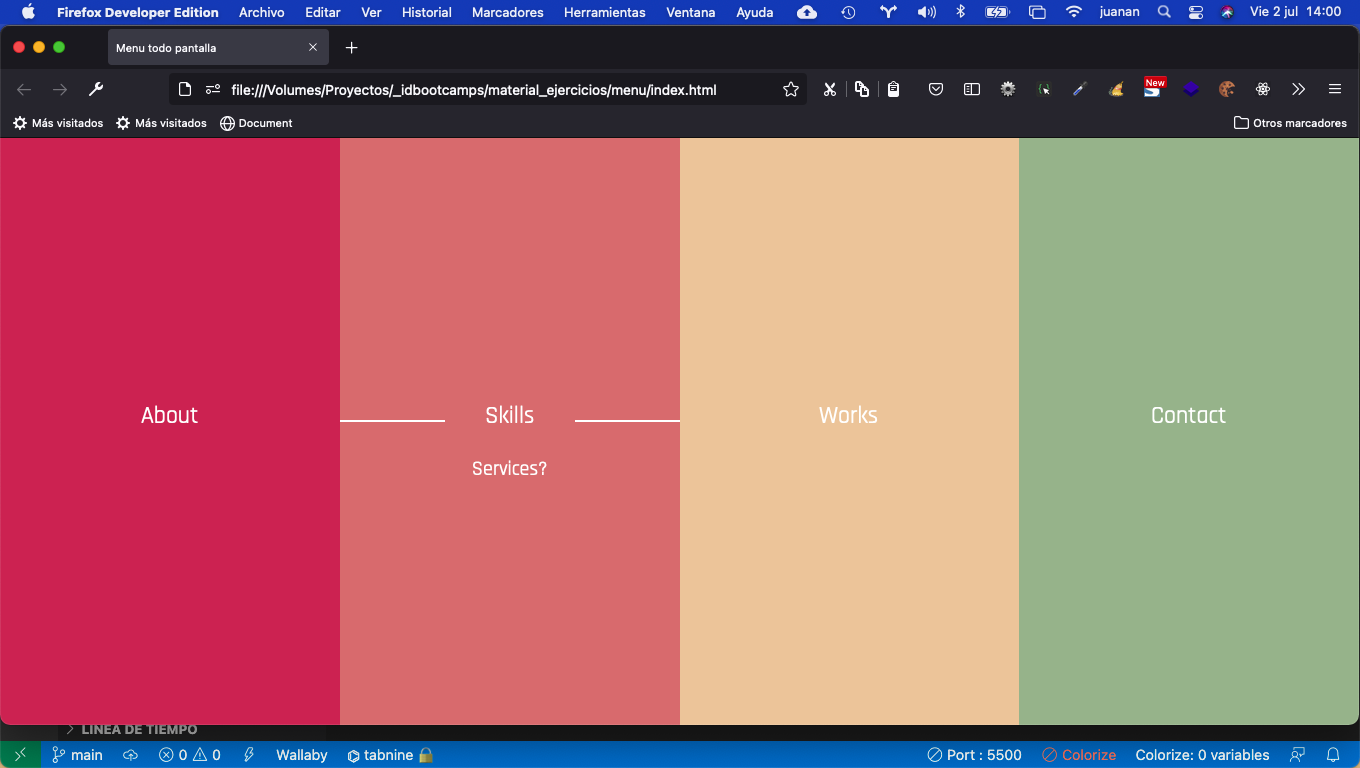 Firefox Developer Edition Archivo Editar Ver Historial Marcadores Herramientas Ventana Ayuda juanan Vie 2 jul 14:00
Menu todo pantalla
file:///Volumes/Proyectos/_idbootcamps/material_ejercicios/menu/index.html
New
Más visitados Más visitados Document Otros marcadores
About Skills Works Contact
Services?
LÍNEA DE TIEMPO
main 0 0 Wallaby tabnine Port : 5500 Colorize Colorize: 0 variables